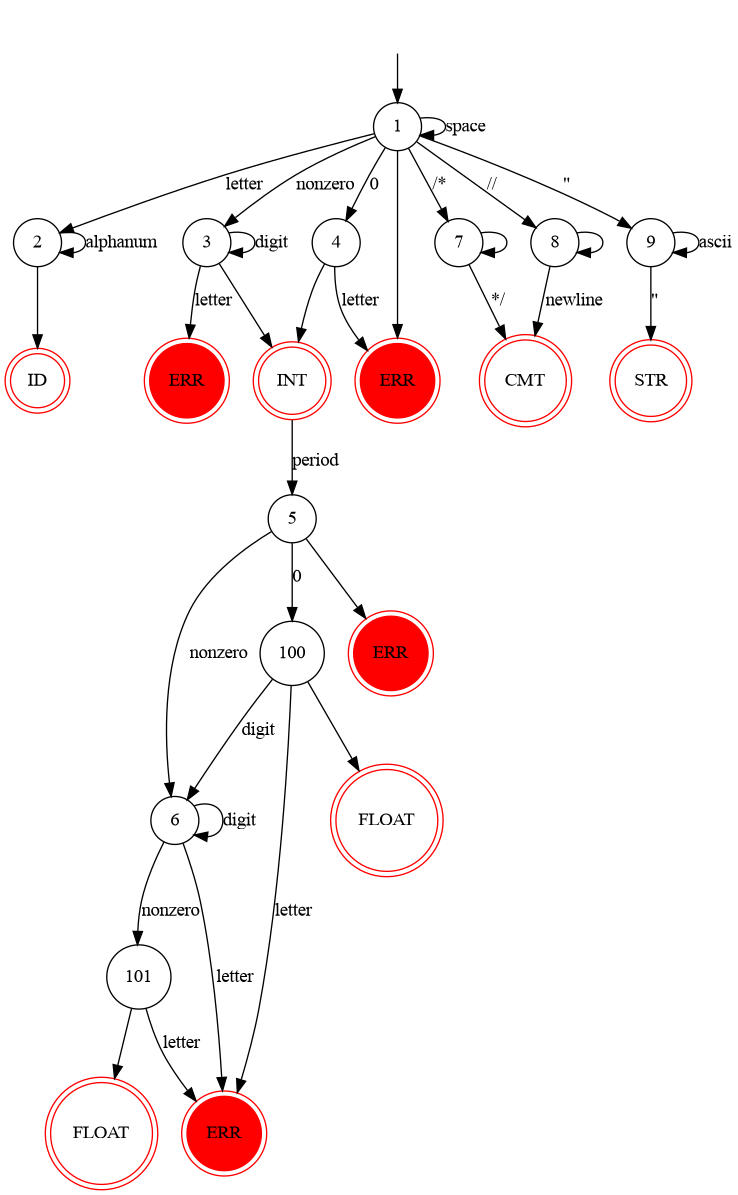 1
space
letter
nonzero
0
/*
//
"
2
alphanum
3
digit
4
7
8
9
ascii
letter
letter
*/
newline
"
ID
ERR
INT
ERR
CMT
STR
period
5
0
nonzero
100
ERR
digit
6
digit
FLOAT
nonzero
letter
101
letter
letter
FLOAT
ERR